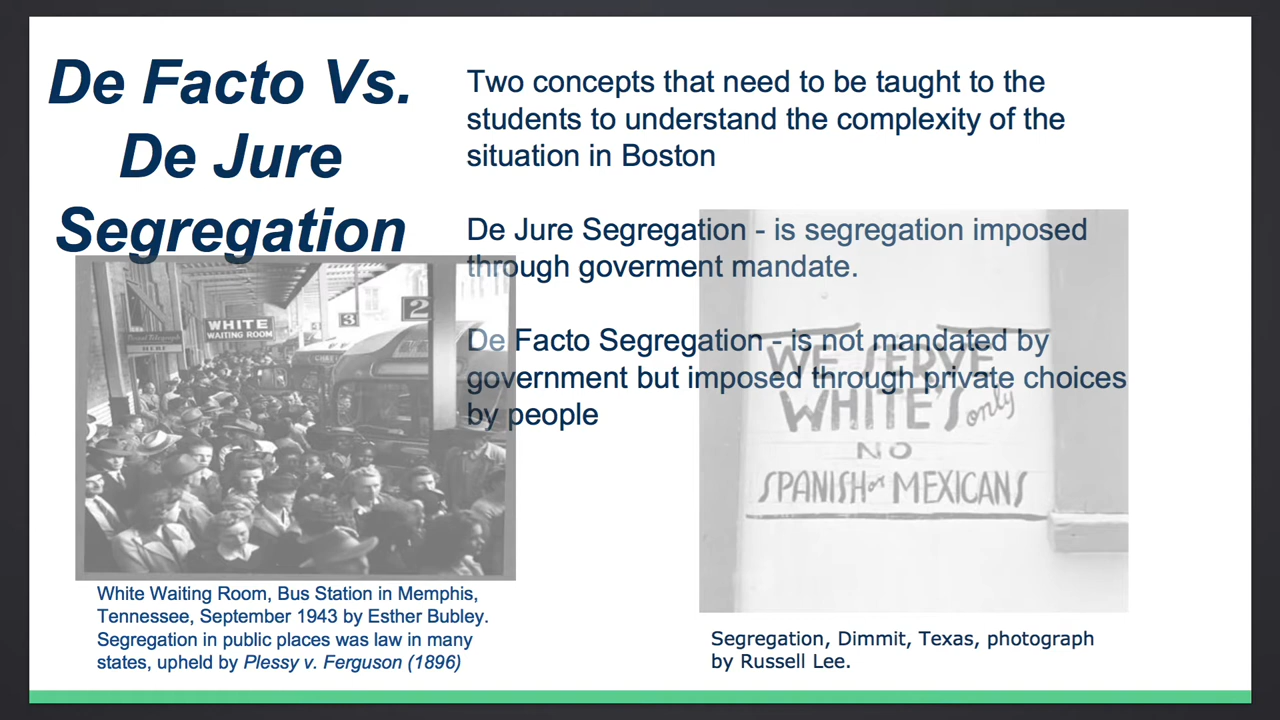 De Facto Vs.
De Jure
Segregation
Two concepts that need to be taught to the
students to understand the complexity of the
situation in Boston
De Jure Segregation - is segregation imposed
through goverment mandate.
De Facto Segregation - is not mandated by
government but imposed through private choices
by people
WHITE
WAITING ROOM
3
2
WE SERVE
WHITE'S only
NO
SPANISH or MEXICANS
White Waiting Room, Bus Station in Memphis,
Tennessee, September 1943 by Esther Bubley.
Segregation in public places was law in many
states, upheld by Plessy v. Ferguson (1896)
Segregation, Dimmit, Texas, photograph
by Russell Lee.